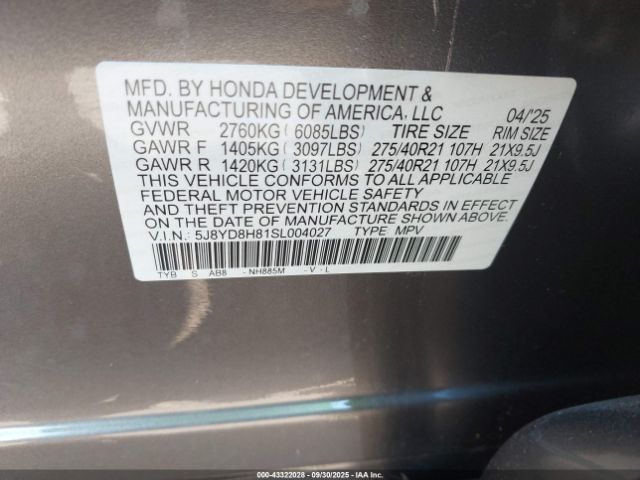 MFD. BY HONDA DEVELOPMENT &
MANUFACTURING OF AMERICA, LLC 04/'25
GVWR 2760KG ( 6085LBS) TIRE SIZE RIM SIZE
GAWR F 1405KG ( 3097LBS) 275/40R21 107H 21X9.5J
GAWR R 1420KG ( 3131LBS) 275/40R21 107H 21X9.5J
THIS VEHICLE CONFORMS TO ALL APPLICABLE
FEDERAL MOTOR VEHICLE SAFETY
AND THEFT PREVENTION STANDARDS IN EFFECT
ON THE DATE OF MANUFACTURE SHOWN ABOVE.
V.I.N.: 5J8YD8H81SL004027 TYPE MPV
TYB S AB8 - NH885M - V - L
000-43322028 - 09/30/2025 - IAAI.COM